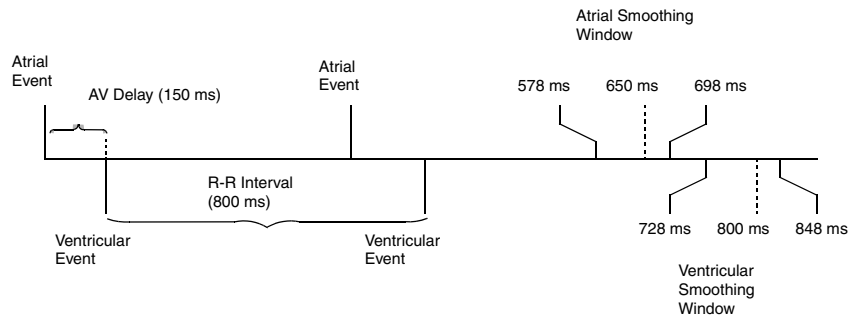 Atrial Smoothing
Window
Atrial
Event
Atrial
Event
AV Delay (150 ms)
578 ms
650 ms
698 ms
R-R Interval
(800 ms)
Ventricular
Event
Ventricular
Event
728 ms
800 ms
848 ms
Ventricular
Smoothing
Window